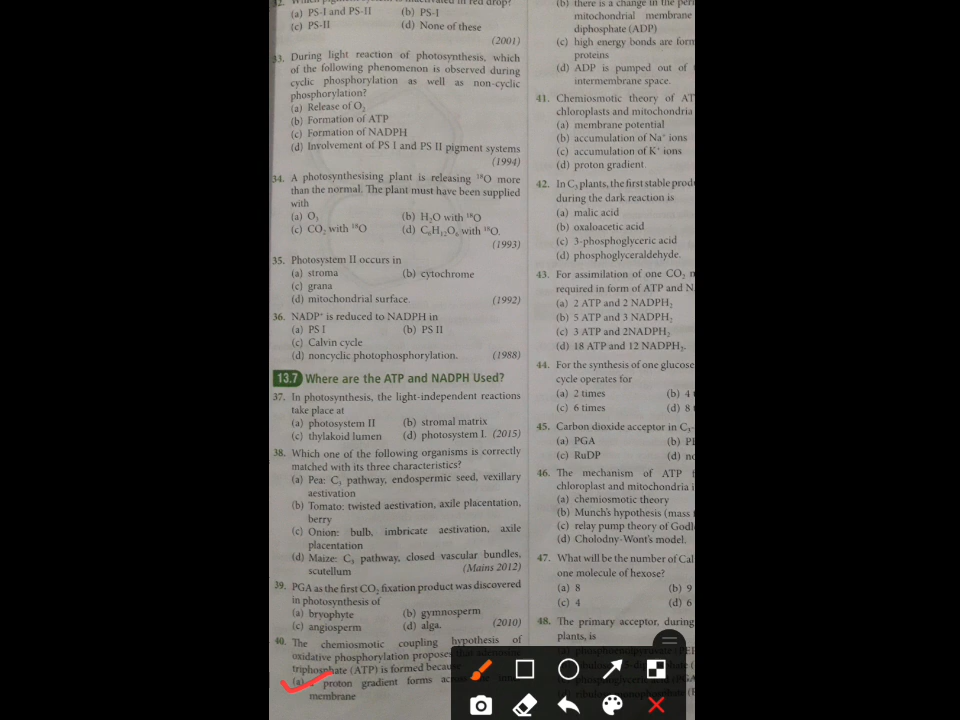 (a) PS-I and PS-II (b) PS-I
(c) PS-II (d) None of these
(2001)
33. During light reaction of photosynthesis, which
of the following phenomenon is observed during
cyclic phosphorylation as well as non-cyclic
phosphorylation?
(a) Release of O₂
(b) Formation of ATP
(c) Formation of NADPH
(d) Involvement of PS I and PS II pigment systems
(1994)
34. A photosynthesising plant is releasing ¹⁸O more
than the normal. The plant must have been supplied
with
(a) O₃ (b) H₂O with ¹⁸O
(c) CO₂ with ¹⁸O (d) C₆H₁₂O₆ with ¹⁸O.
(1993)
35. Photosystem II occurs in
(a) stroma (b) cytochrome
(c) grana
(d) mitochondrial surface. (1992)
36. NADP⁺ is reduced to NADPH in
(a) PS I (b) PS II
(c) Calvin cycle
(d) noncyclic photophosphorylation. (1988)
13.7 Where are the ATP and NADPH Used?
37. In photosynthesis, the light-independent reactions
take place at
(a) photosystem II (b) stromal matrix
(c) thylakoid lumen (d) photosystem I. (2015)
38. Which one of the following organisms is correctly
matched with its three characteristics?
(a) Pea: C₃ pathway, endospermic seed, vexillary
aestivation
(b) Tomato: twisted aestivation, axile placentation,
berry
(c) Onion: bulb, imbricate aestivation, axile
placentation
(d) Maize: C₃ pathway, closed vascular bundles,
scutellum (Mains 2012)
39. PGA as the first CO₂ fixation product was discovered
in photosynthesis of
(a) bryophyte (b) gymnosperm
(c) angiosperm (d) alga. (2010)
40. The chemiosmotic coupling hypothesis of
oxidative phosphorylation proposes that
triphosphate (ATP) is formed
(a) proton gradient forms
membrane
(b) there is a change in the
mitochondrial membrane
diphosphate (ADP)
(c) high energy bonds are
proteins
(d) ADP is pumped out of
intermembrane space.
41. Chemiosmotic theory of
chloroplasts and mitochondria
(a) membrane potential
(b) accumulation of Na⁺ ions
(c) accumulation of K⁺ ions
(d) proton gradient.
42. In C₃ plants, the first stable
during the dark reaction is
(a) malic acid
(b) oxaloacetic acid
(c) 3-phosphoglyceric acid
(d) phosphoglyceraldehyde.
43. For assimilation of one CO₂
required in form of ATP and
(a) 2 ATP and 2 NADPH₂
(b) 5 ATP and 3 NADPH₂
(c) 3 ATP and 2NADPH₂
(d) 18 ATP and 12 NADPH₂.
44. For the synthesis of one glucose
cycle operates for
(a) 2 times (b) 4
(c) 6 times (d) 8
45. Carbon dioxide acceptor in
(a) PGA (b)
(c) RuDP (d)
46. The mechanism of ATP
chloroplast and mitochondria
(a) chemiosmotic theory
(b) Munch's hypothesis (mass
(c) relay pump theory of
(d) Cholodny-Wont's model.
47. What will be the number of
one molecule of hexose?
(a) 8 (b) 9
(c) 4 (d) 6
48. The primary acceptor, during
plants, is